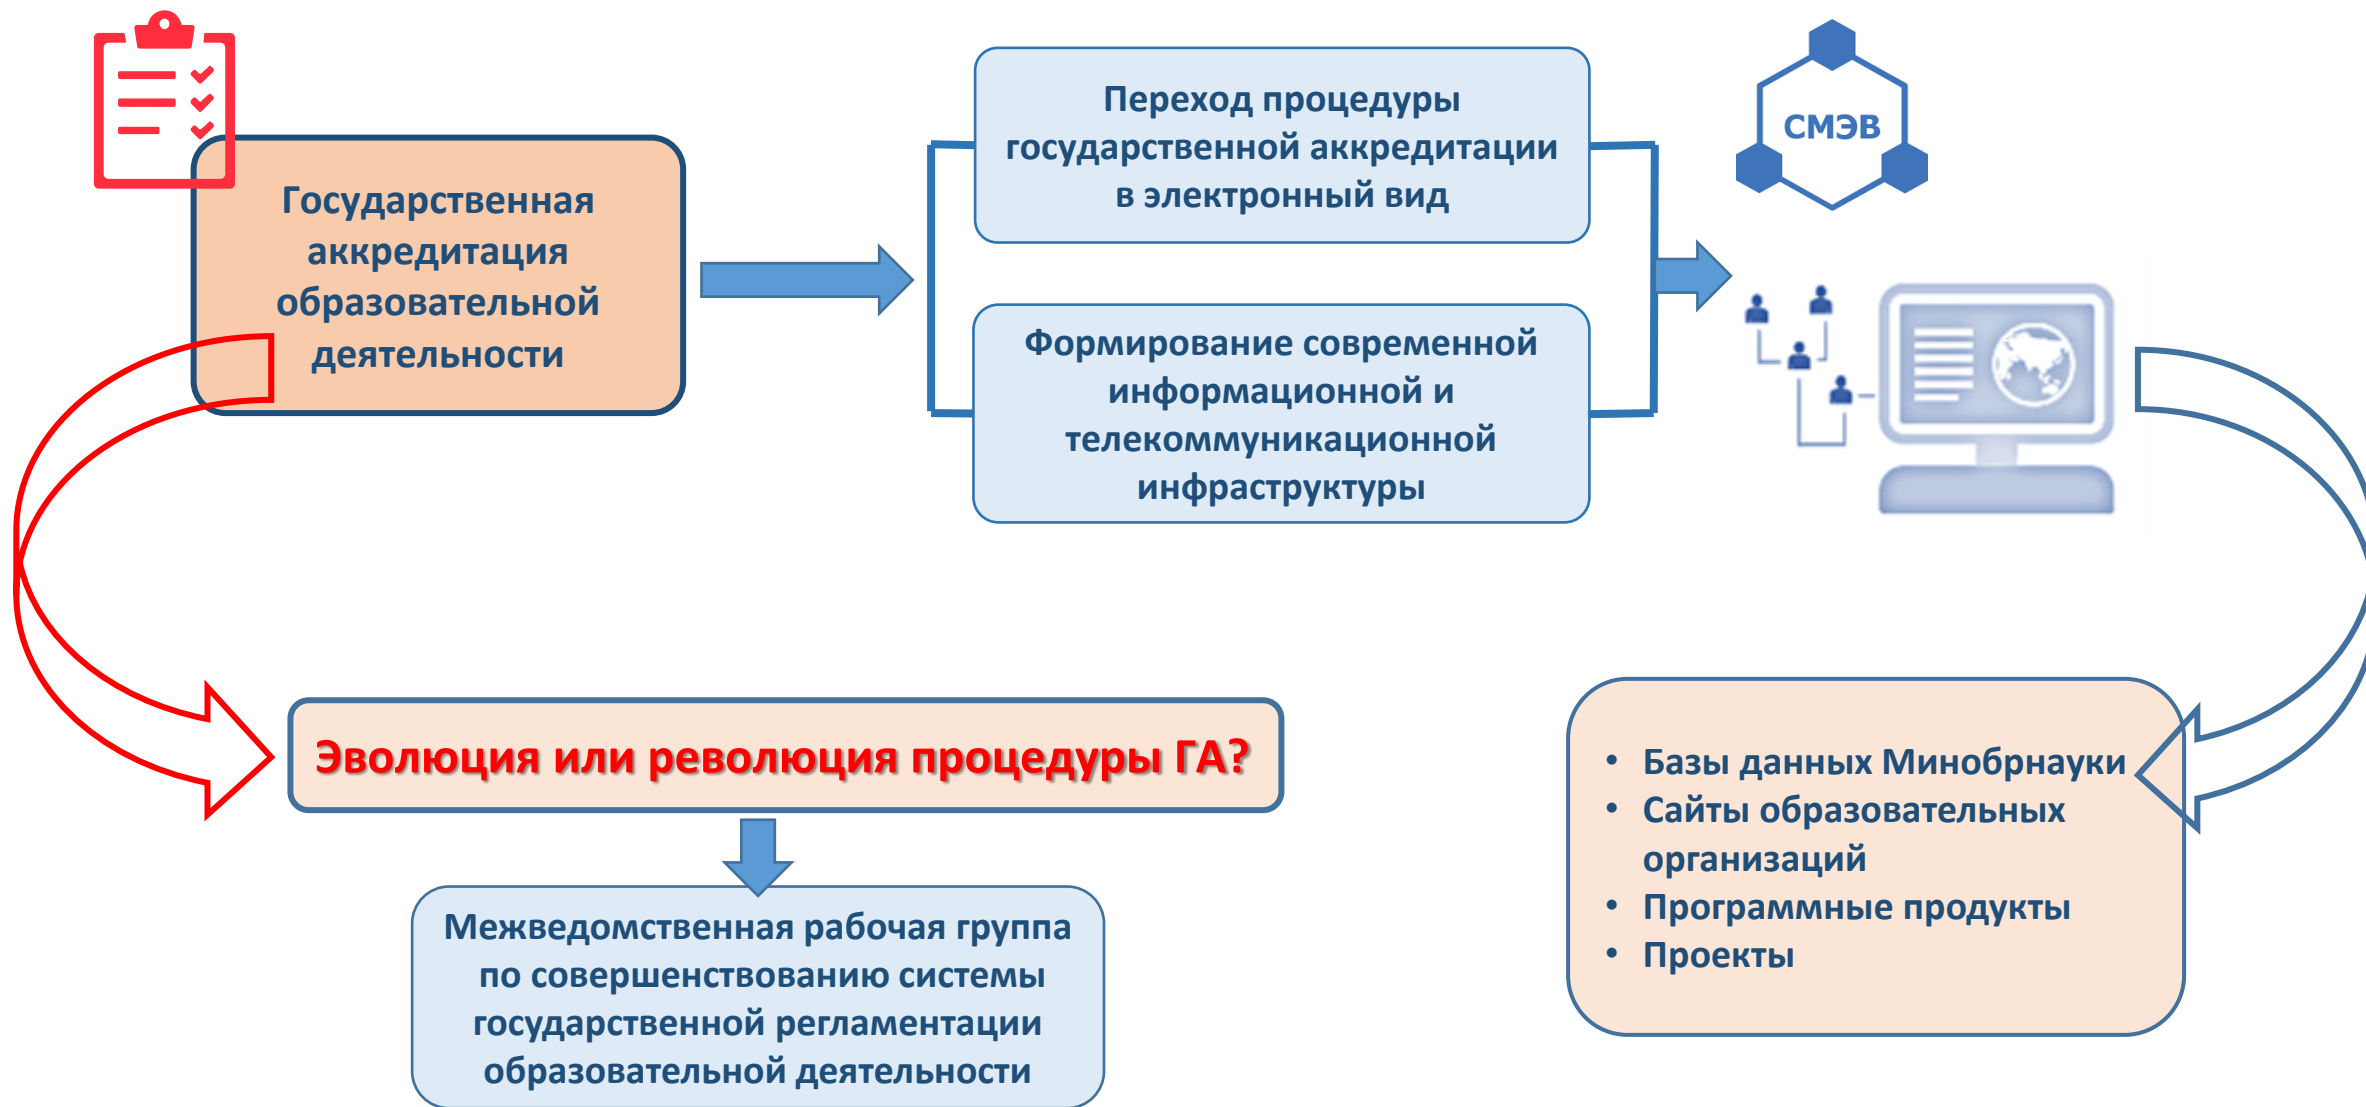 Государственная
аккредитация
образовательной
деятельности
Переход процедуры
государственной аккредитации
в электронный вид
Формирование современной
информационной и
телекоммуникационной
инфраструктуры
СМЭВ
Эволюция или революция процедуры ГА?
Межведомственная рабочая группа
по совершенствованию системы
государственной регламентации
образовательной деятельности
• Базы данных Минобрнауки
• Сайты образовательных
организаций
• Программные продукты
• Проекты